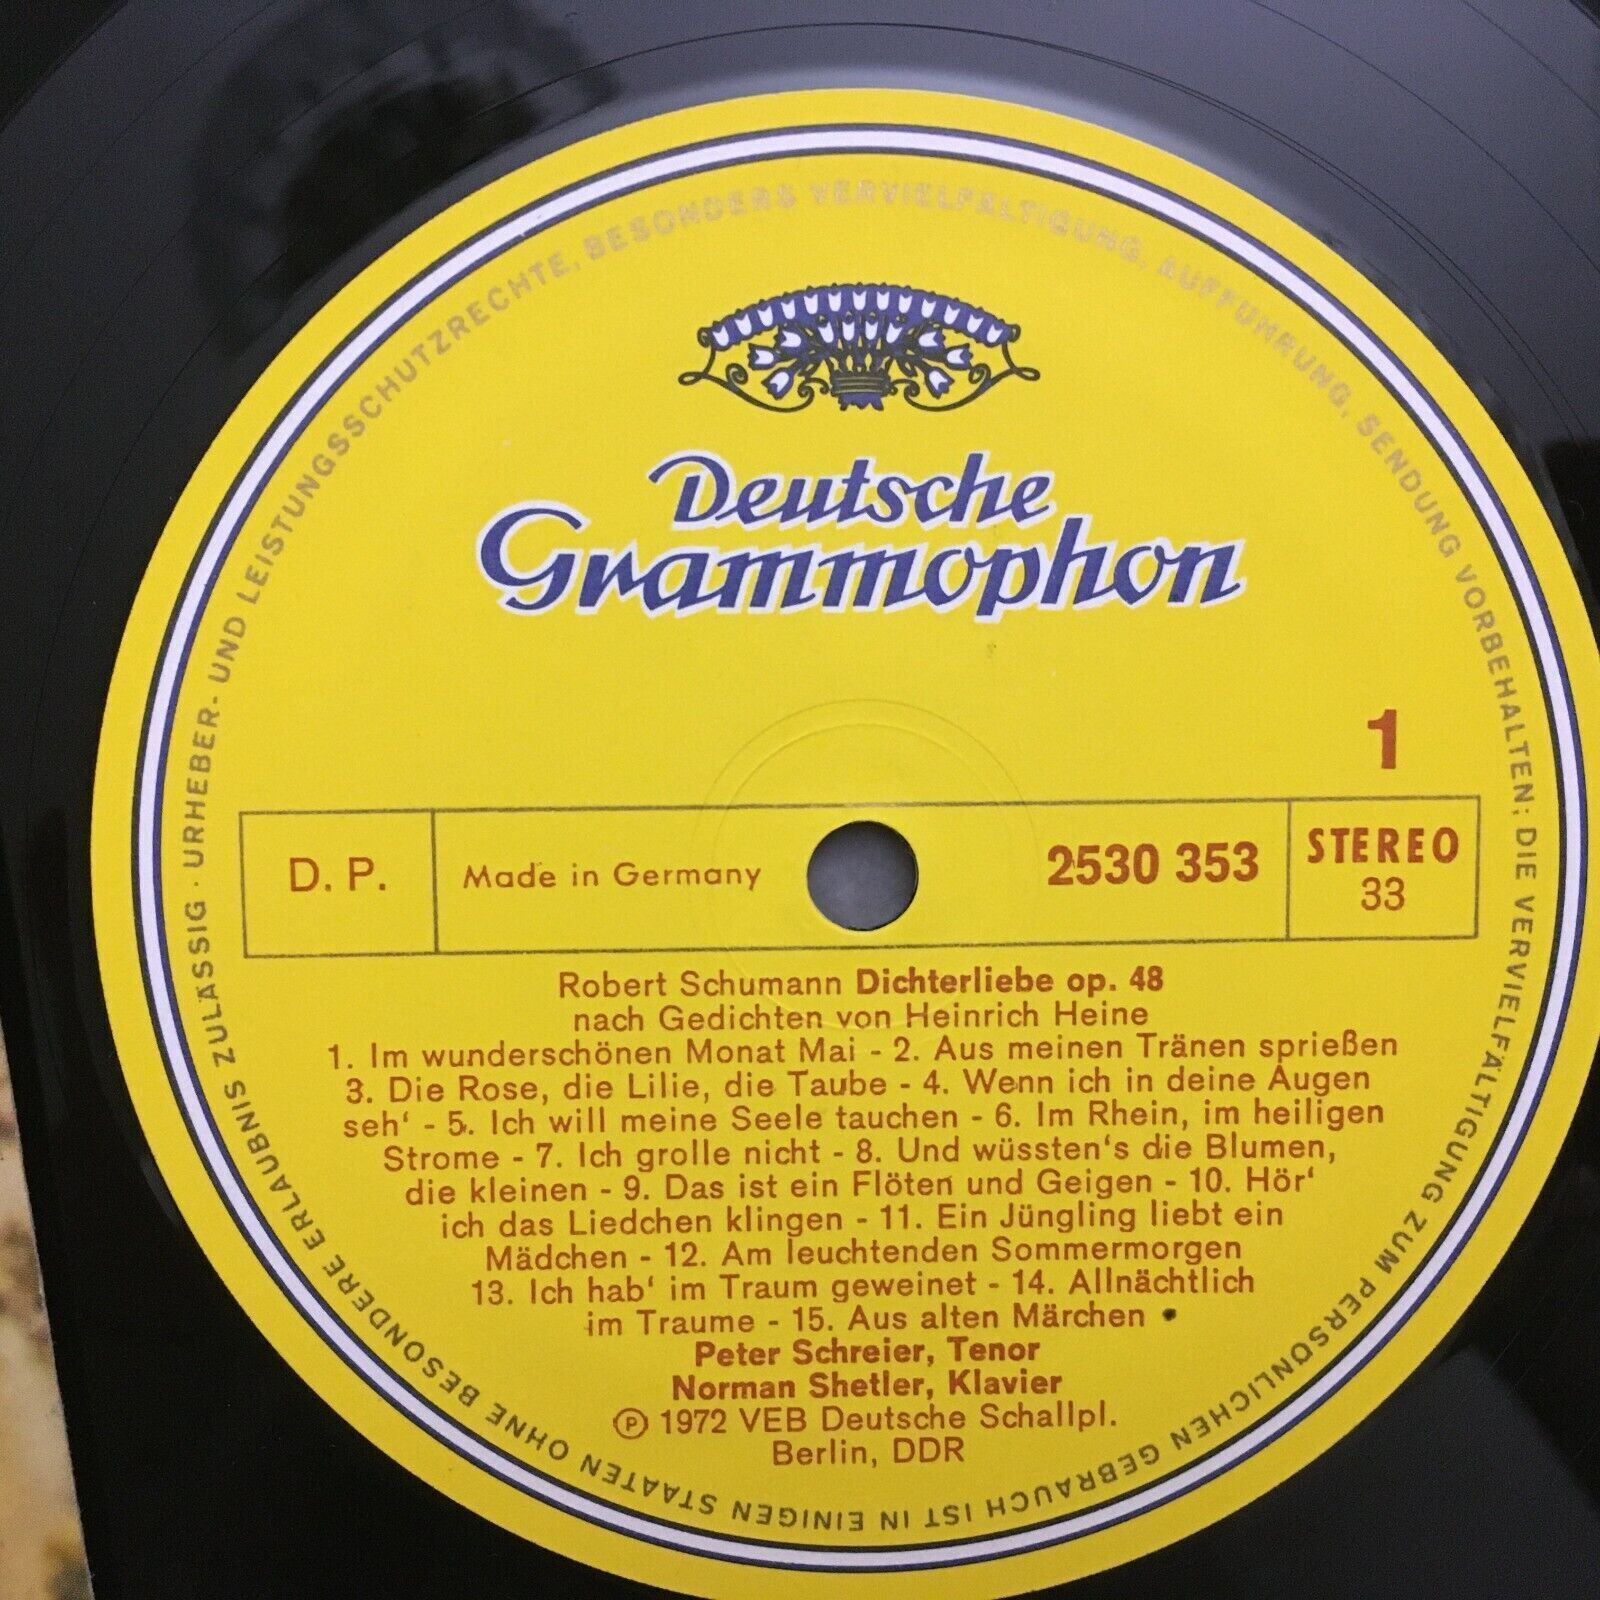 Deutsche
Grammophon
1
D. P.
Made in Germany
2530 353
STEREO
33
Robert Schumann Dichterliebe op. 48
nach Gedichten von Heinrich Heine
1. Im wunderschönen Monat Mai - 2. Aus meinen Tränen sprießen
3. Die Rose, die Lilie, die Taube - 4. Wenn ich in deine Augen
seh‘ - 5. Ich will meine Seele tauchen - 6. Im Rhein, im heiligen
Strome - 7. Ich grolle nicht - 8. Und wüssten‘s die Blumen,
die kleinen - 9. Das ist ein Flöten und Geigen - 10. Hör‘
ich das Liedchen klingen - 11. Ein Jüngling liebt ein
Mädchen - 12. Am leuchtenden Sommermorgen
13. Ich hab‘ im Traum geweinet - 14. Allnächtlich
im Traume - 15. Aus alten Märchen
Peter Schreier, Tenor
Norman Shetler, Klavier
℗ 1972 VEB Deutsche Schallpl.
Berlin, DDR
URHEBER- UND LEISTUNGSSCHUTZRECHTE, BESONDERS VERVIELFÄLTIGUNG, AUFFÜHRUNG, SENDUNG VORBEHALTEN; DIE VERVIELFÄLTIGUNG ZUM PERSÖNLICHEN GEBRAUCH IST IN EINIGEN STAATEN OHNE BESONDERE ERLAUBNIS ZULÄSSIG ·